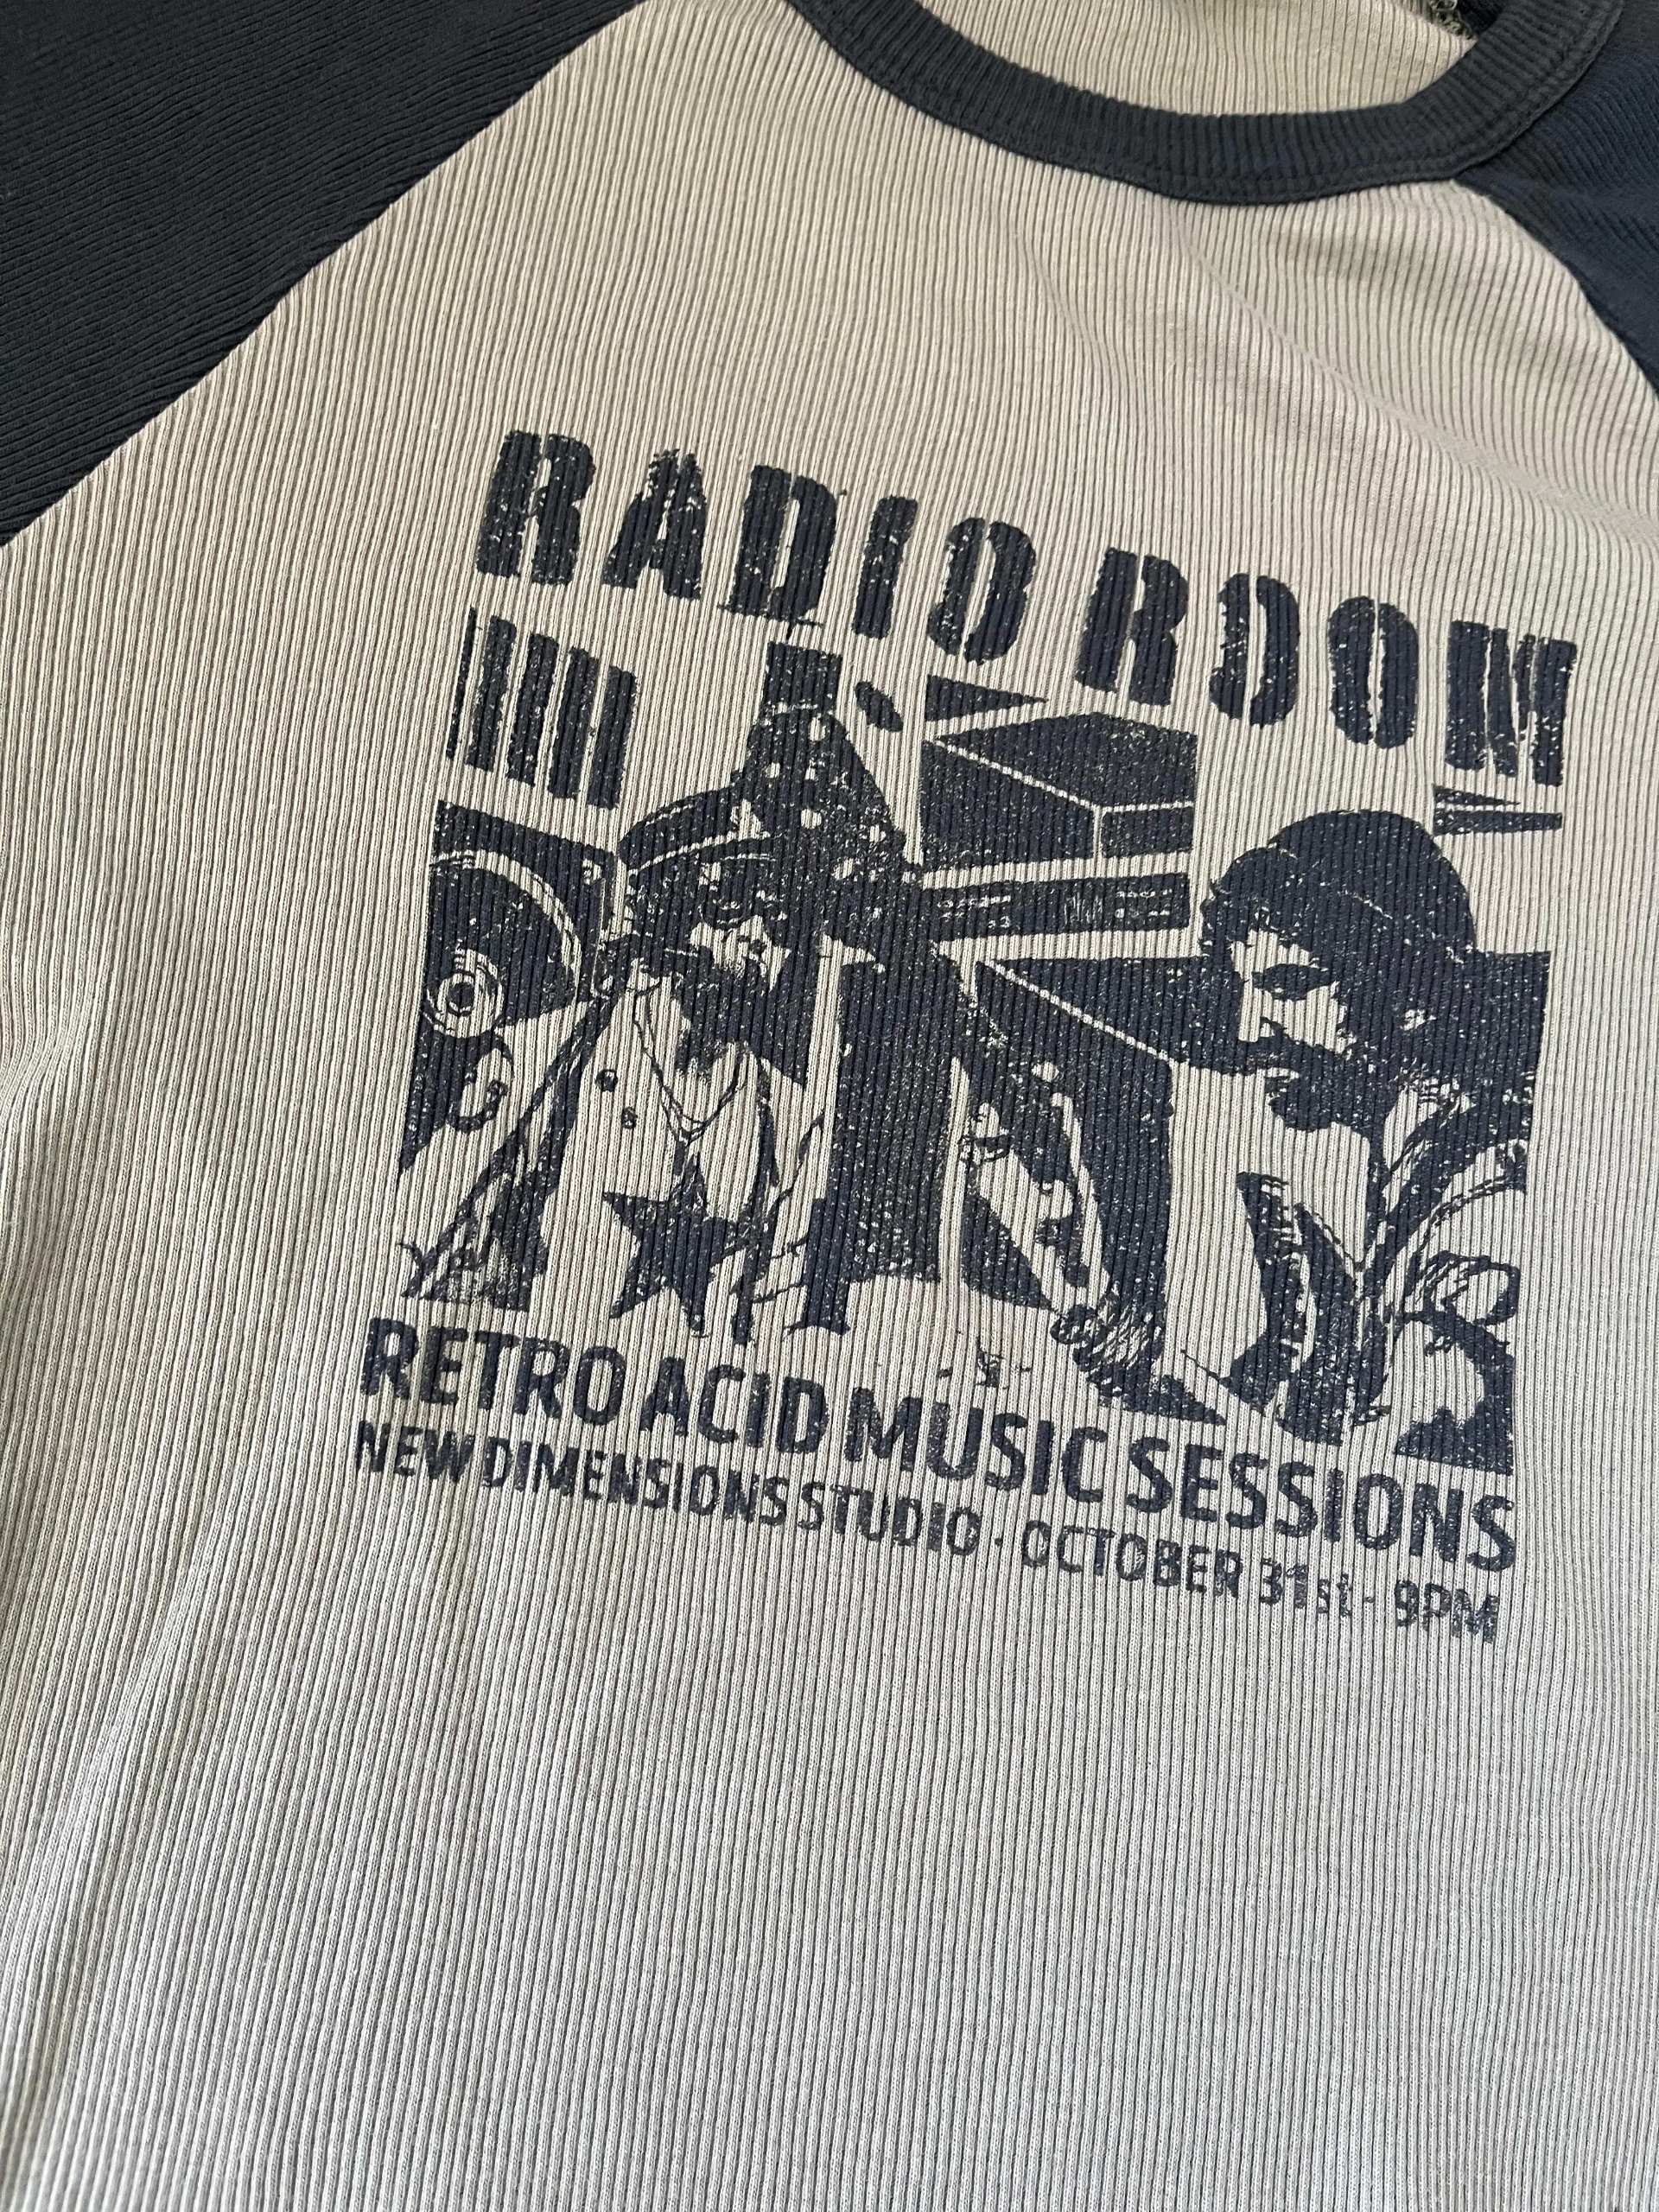 RADIO ROOM
RETRO ACID MUSIC SESSIONS
NEW DIMENSIONS STUDIO · OCTOBER 31st · 9PM